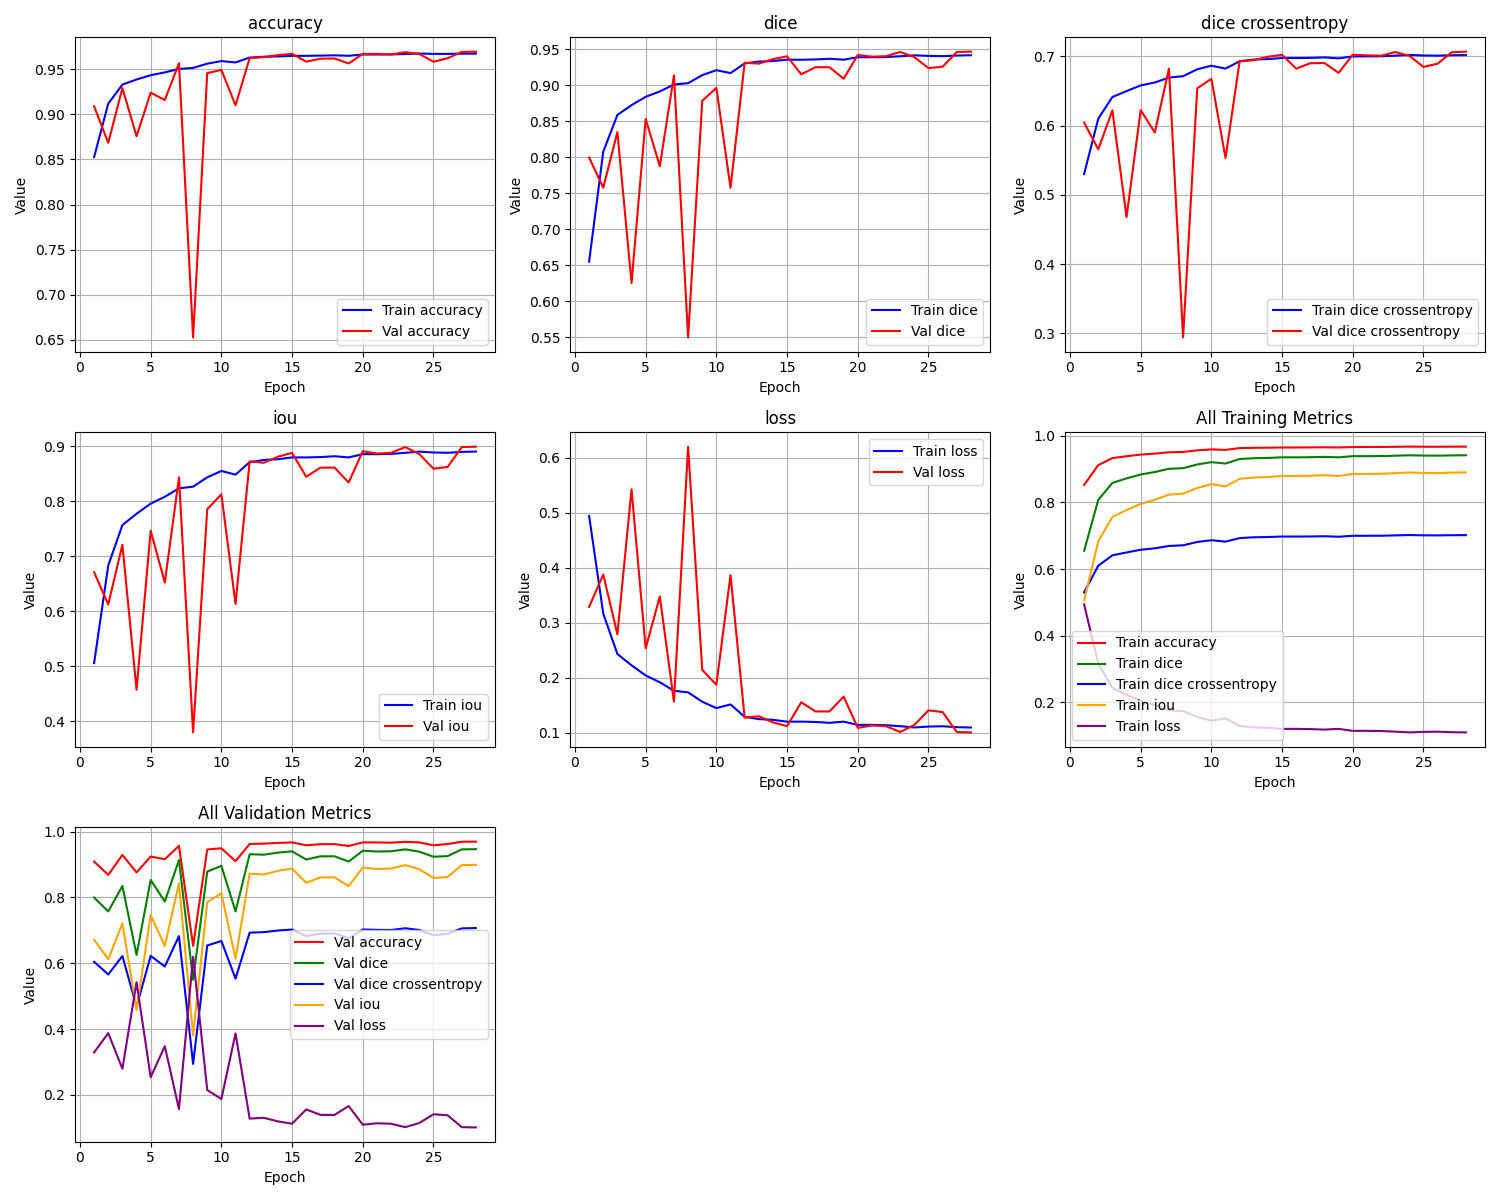 accuracy
Value
0.95
0.90
0.85
0.80
0.75
0.70
0.65
0 5 10 15 20 25
Epoch
Train accuracy
Val accuracy
dice
Value
0.95
0.90
0.85
0.80
0.75
0.70
0.65
0.60
0.55
0 5 10 15 20 25
Epoch
Train dice
Val dice
dice crossentropy
Value
0.7
0.6
0.5
0.4
0.3
0 5 10 15 20 25
Epoch
Train dice crossentropy
Val dice crossentropy
iou
Value
0.9
0.8
0.7
0.6
0.5
0.4
0 5 10 15 20 25
Epoch
Train iou
Val iou
loss
Value
0.6
0.5
0.4
0.3
0.2
0.1
0 5 10 15 20 25
Epoch
Train loss
Val loss
All Training Metrics
Value
1.0
0.8
0.6
0.4
0.2
0 5 10 15 20 25
Epoch
Train accuracy
Train dice
Train dice crossentropy
Train iou
Train loss
All Validation Metrics
Value
1.0
0.8
0.6
0.4
0.2
0 5 10 15 20 25
Epoch
Val accuracy
Val dice
Val dice crossentropy
Val iou
Val loss